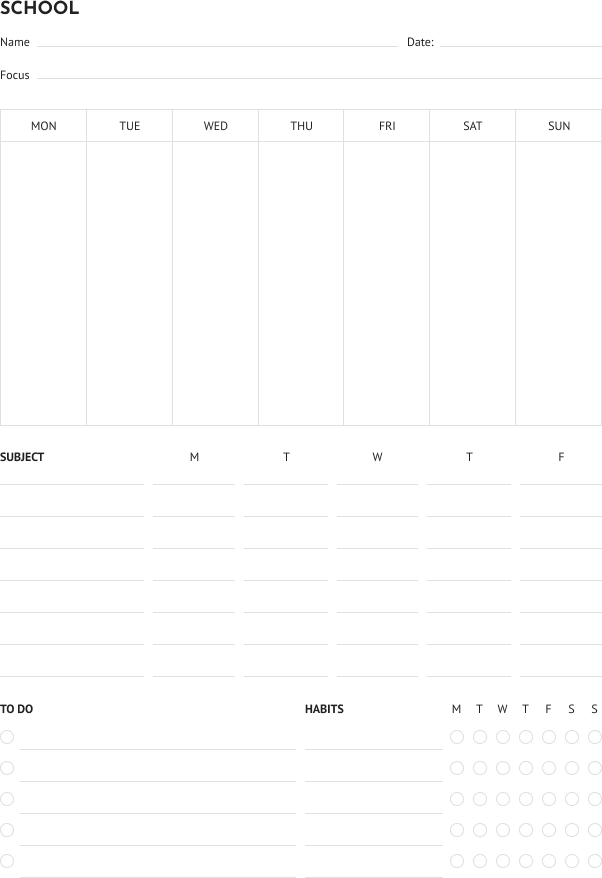 SCHOOL
Name Date:
Focus
MON TUE WED THU FRI SAT SUN
SUBJECT M T W T F
TO DO HABITS M T W T F S S